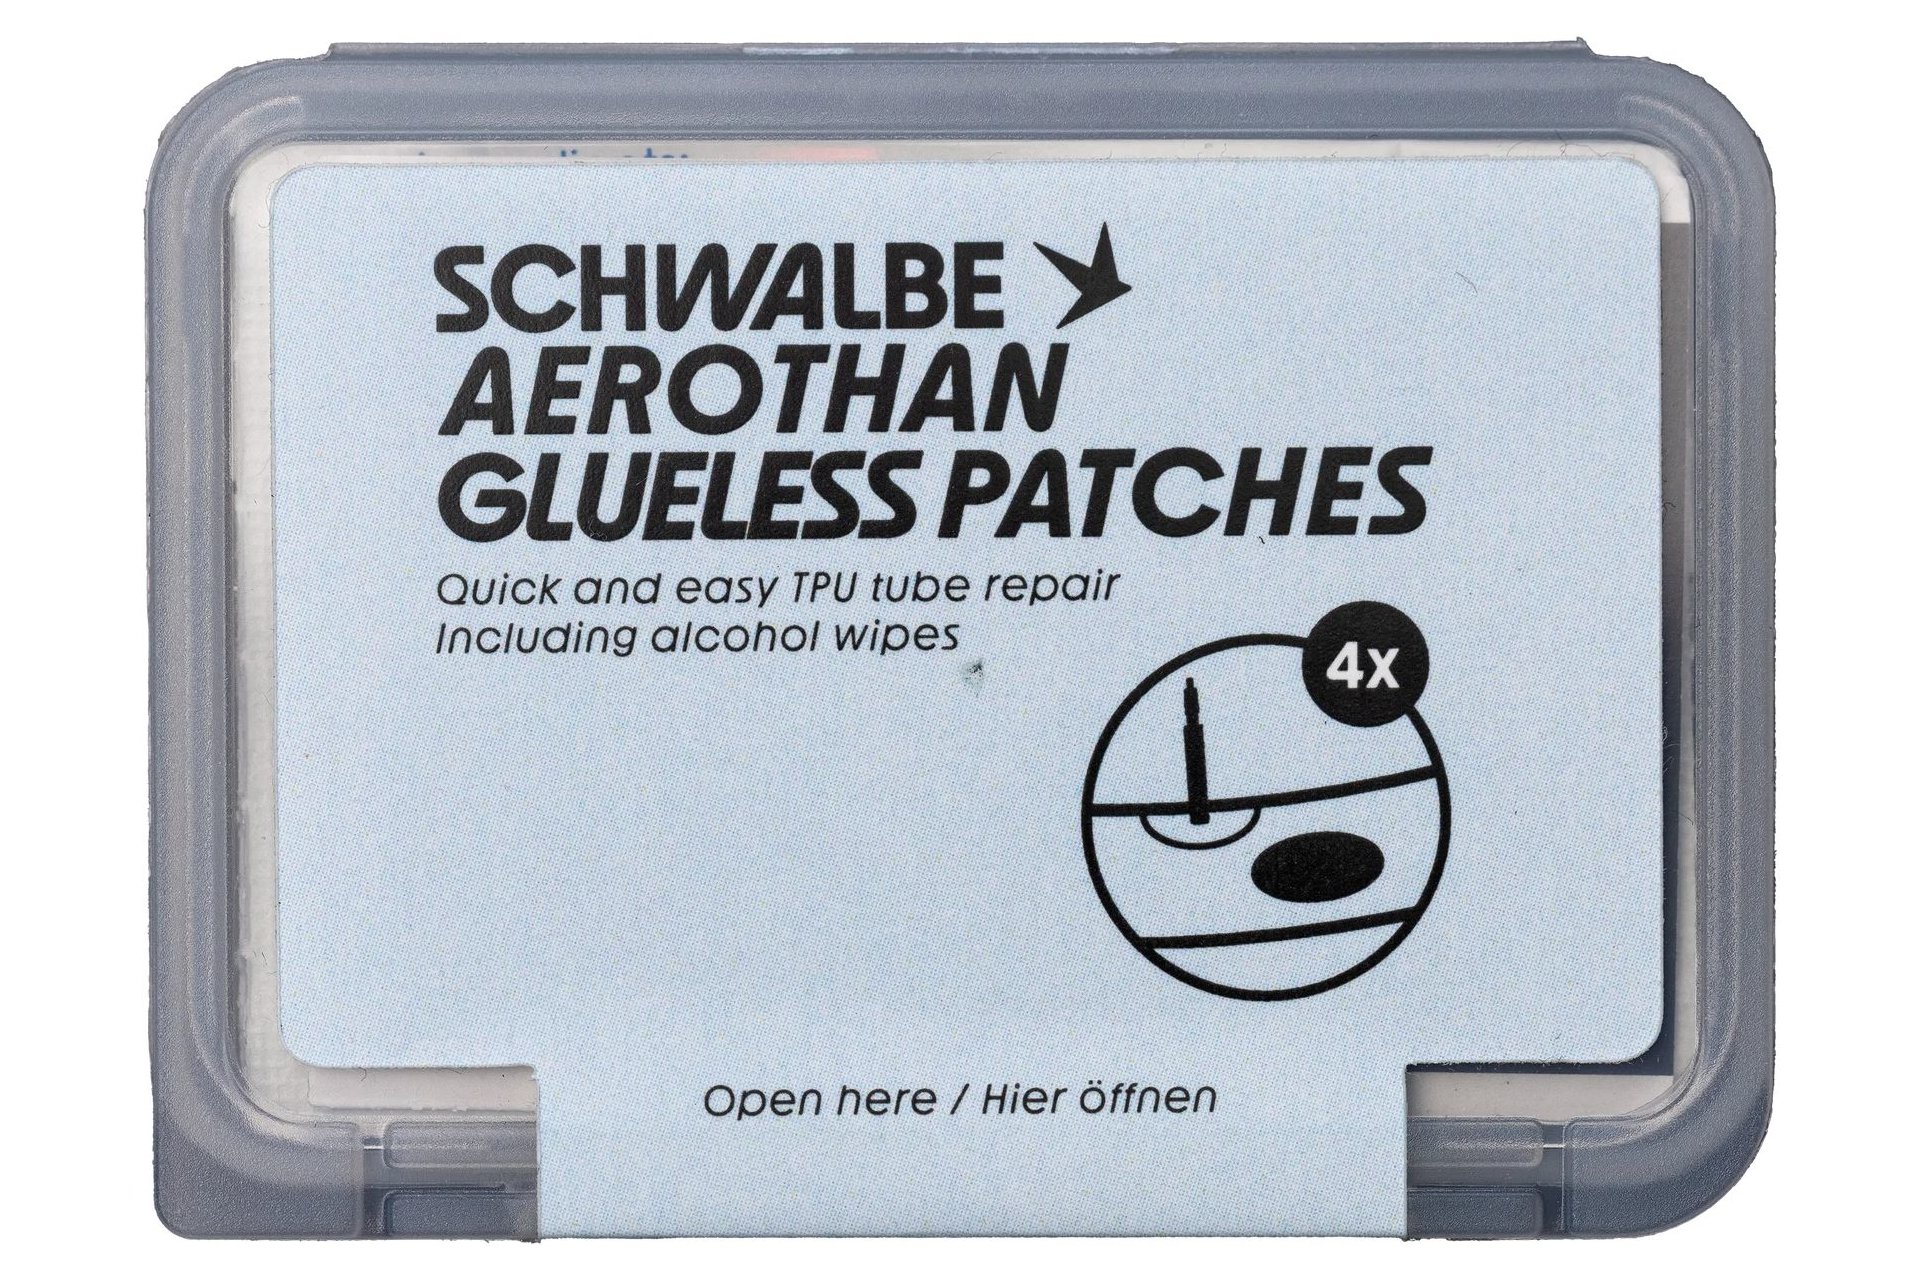 SCHWALBE
AEROTHAN
GLUELESS PATCHES
Quick and easy TPU tube repair
Including alcohol wipes
4x
Open here / Hier öffnen